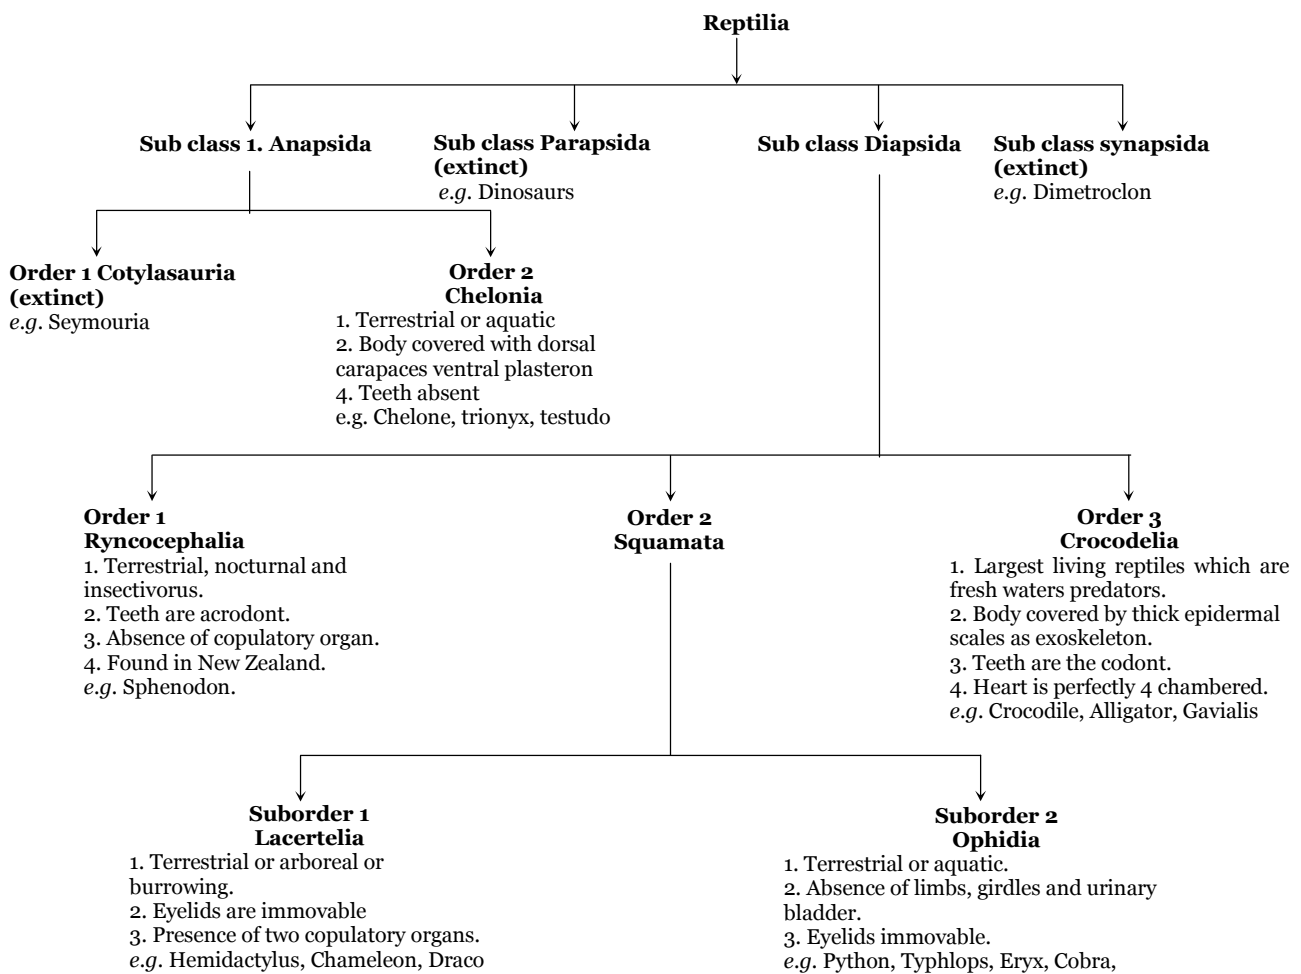 Reptilia
Sub class 1. Anapsida
Sub class Parapsida
(extinct)
e.g. Dinosaurs
Sub class Diapsida
Sub class synapsida
(extinct)
e.g. Dimetroclon
Order 1 Cotylasauria
(extinct)
e.g. Seymouria
Order 2
Chelonia
1. Terrestrial or aquatic
2. Body covered with dorsal
carapaces ventral plasteron
4. Teeth absent
e.g. Chelone, trionyx, testudo
Order 1
Ryncocephalia
1. Terrestrial, nocturnal and
insectivorus.
2. Teeth are acrodont.
3. Absence of copulatory organ.
4. Found in New Zealand.
e.g. Sphenodon.
Order 2
Squamata
Order 3
Crocodelia
1. Largest living reptiles which are
fresh waters predators.
2. Body covered by thick epidermal
scales as exoskeleton.
3. Teeth are the codont.
4. Heart is perfectly 4 chambered.
e.g. Crocodile, Alligator, Gavialis
Suborder 1
Lacertelia
1. Terrestrial or arboreal or
burrowing.
2. Eyelids are immovable
3. Presence of two copulatory organs.
e.g. Hemidactylus, Chameleon, Draco
Suborder 2
Ophidia
1. Terrestrial or aquatic.
2. Absence of limbs, girdles and urinary
bladder.
3. Eyelids immovable.
e.g. Python, Typhlops, Eryx, Cobra,